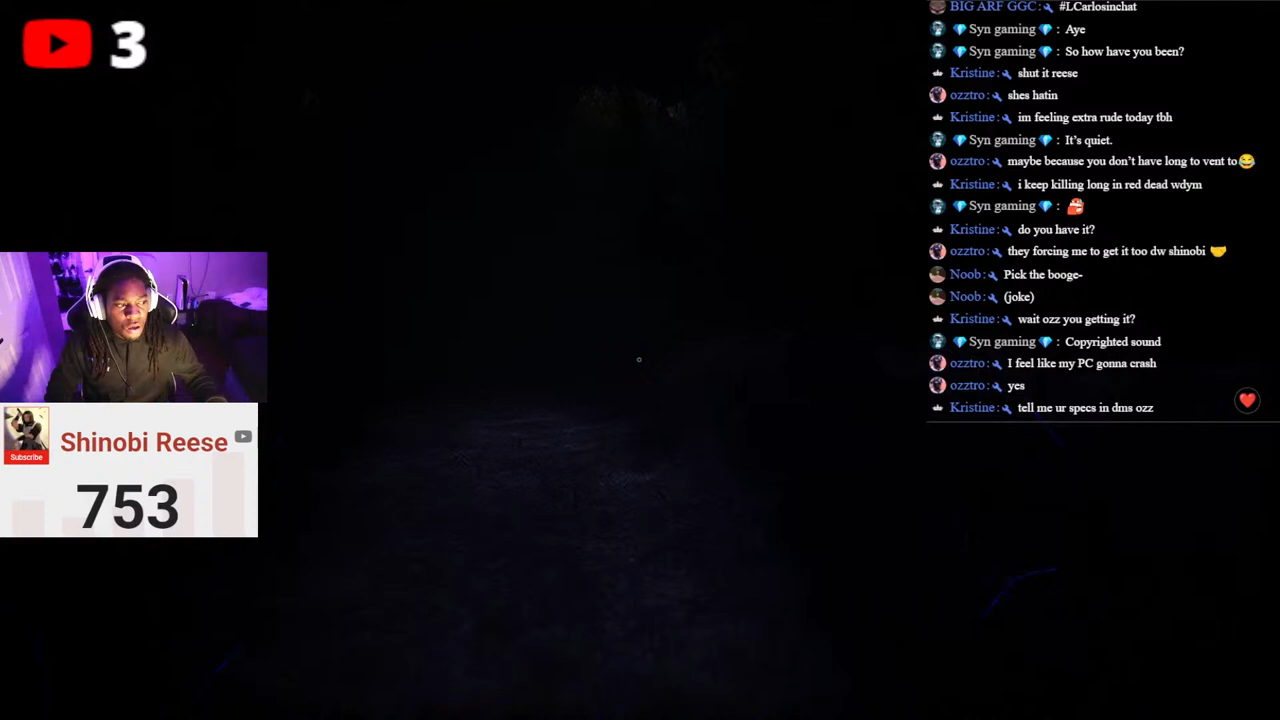 3
BIG ARF GGC: #LCarlosinchat
Syn gaming : Aye
Syn gaming : So how have you been?
Kristine: shut it reese
ozztro: shes hatin
Kristine: im feeling extra rude today tbh
Syn gaming : It’s quiet.
ozztro: maybe because you don’t have long to vent to😂
Kristine: i keep killing long in red dead wdym
Syn gaming :
Kristine: do you have it?
ozztro: they forcing me to get it too dw shinobi 🤝
Noob: Pick the booge-
Noob: (joke)
Kristine: wait ozz you getting it?
Syn gaming : Copyrighted sound
ozztro: I feel like my PC gonna crash
ozztro: yes
Kristine: tell me ur specs in dms ozz
Shinobi Reese
Subscribe
753